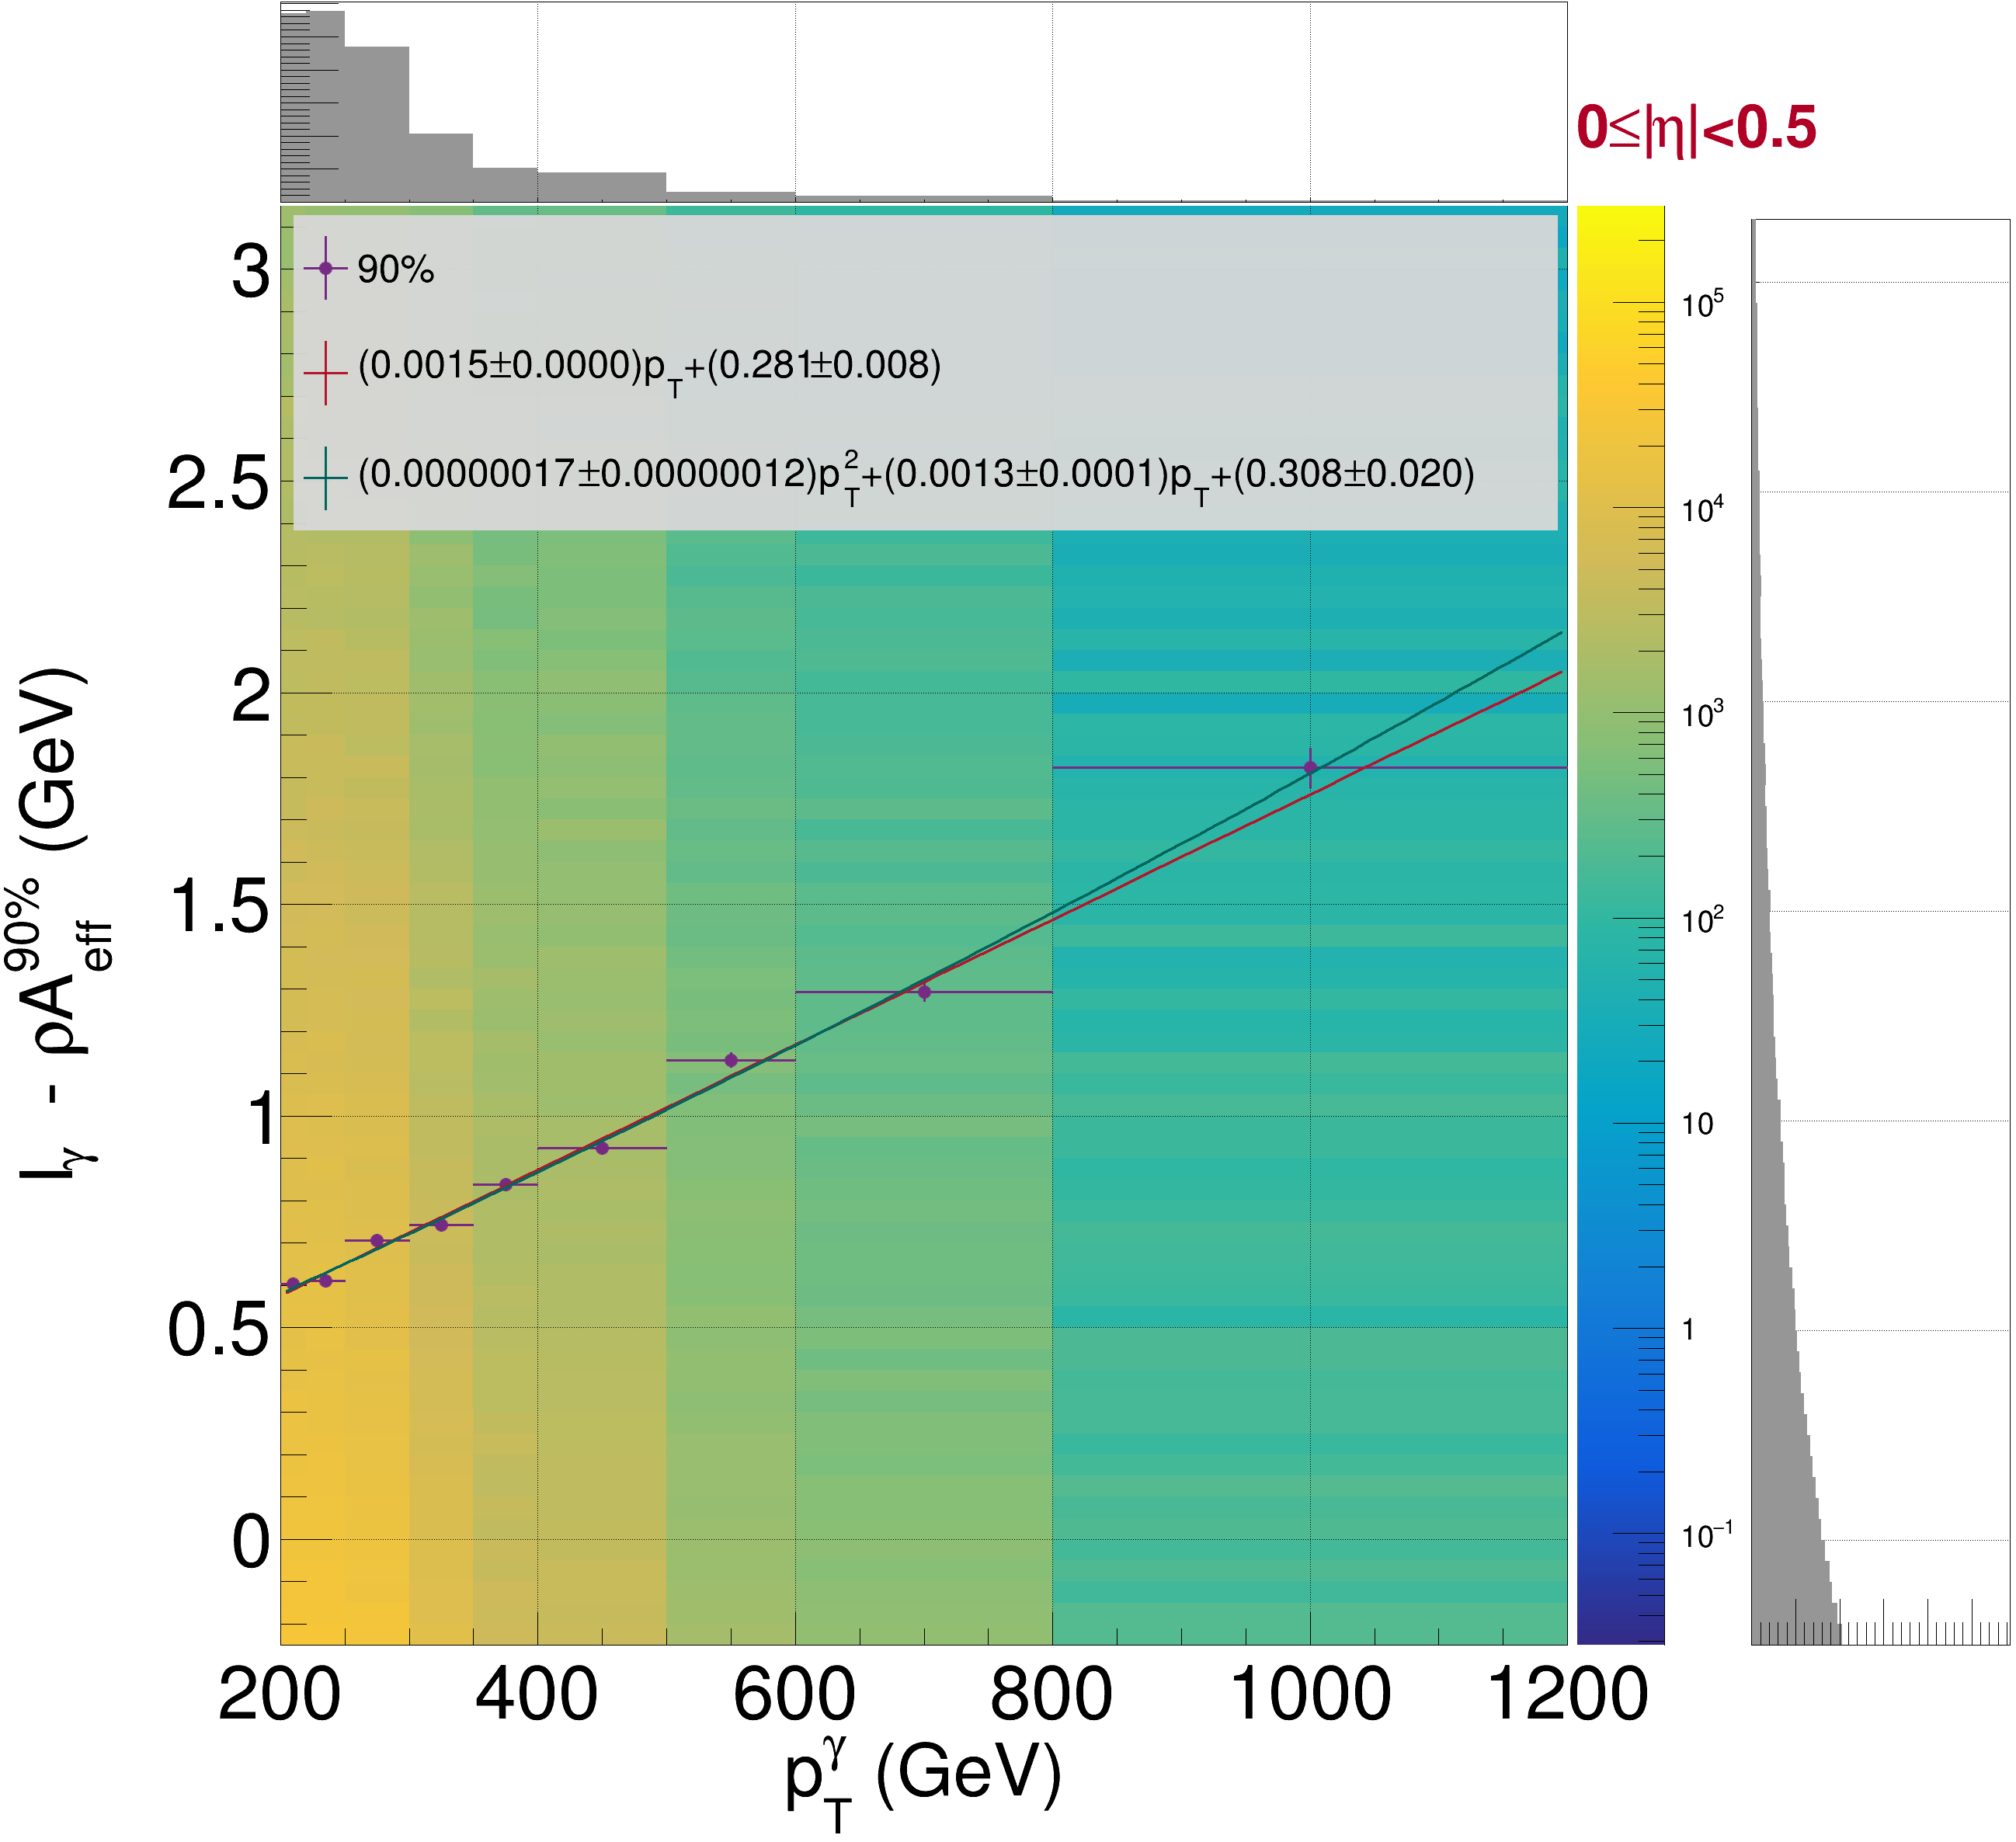 0≤|η|<0.5
90%
(0.0015±0.0000)p_T+(0.281±0.008)
(0.00000017±0.00000012)p_T^2+(0.0013±0.0001)p_T+(0.308±0.020)
3
2.5
2
1.5
1
0.5
0
I_γ - ρA_eff^90% (GeV)
200 400 600 800 1000 1200
p_T^γ (GeV)
10^5
10^4
10^3
10^2
10
1
10^−1